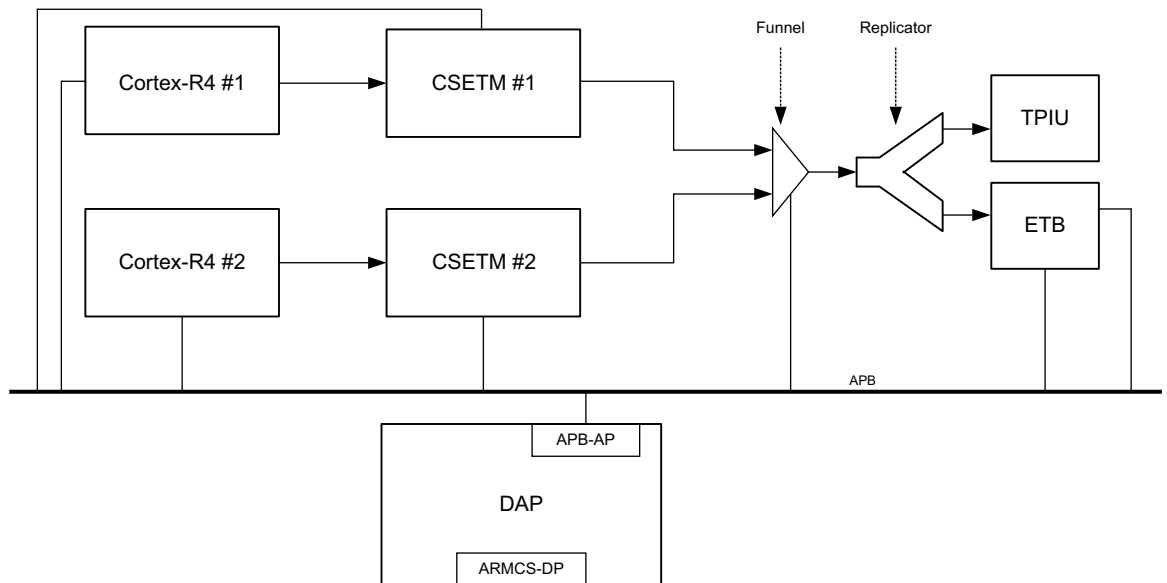 Funnel
Replicator
Cortex-R4 #1
CSETM #1
TPIU
Cortex-R4 #2
CSETM #2
ETB
APB
APB-AP
DAP
ARMCS-DP